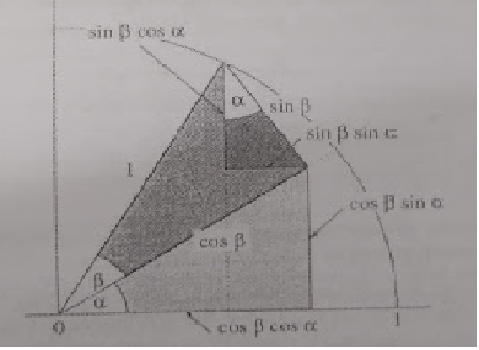 sin β cos α
α
sin β
sin β sin α
1
cos β sin α
cos β
β
α
0
cos β cos α
1